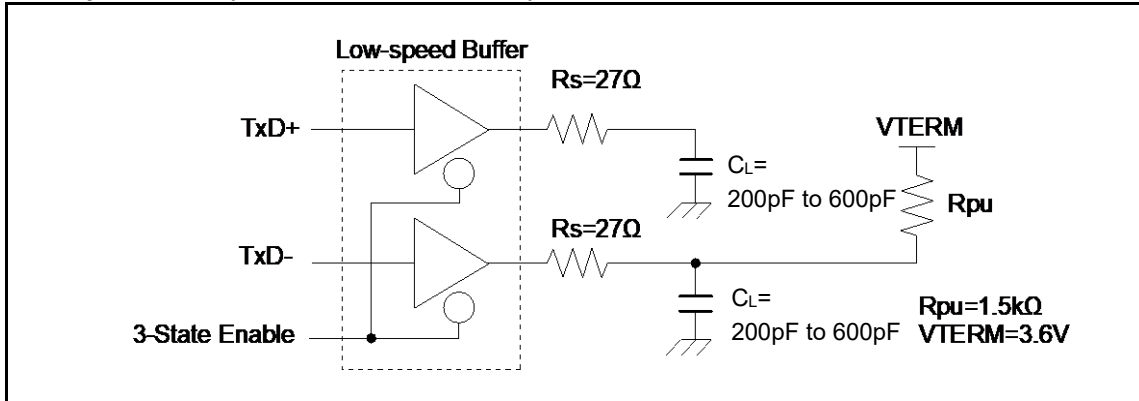 Low-speed Buffer
Rs=27Ω
TxD+
VTERM
CL=
200pF to 600pF
Rpu
Rs=27Ω
TxD-
CL=
200pF to 600pF
Rpu=1.5kΩ
VTERM=3.6V
3-State Enable